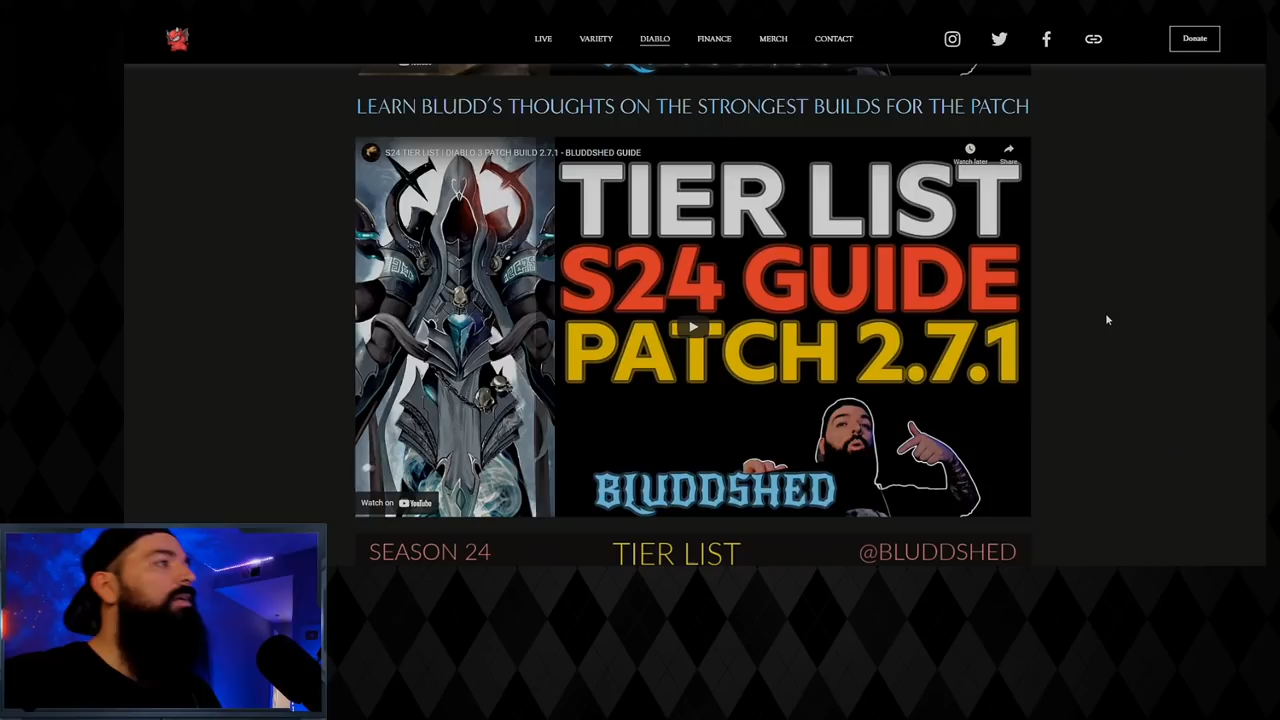 LIVE VARIETY DIABLO FINANCE MERCH CONTACT Donate
LEARN BLUDD'S THOUGHTS ON THE STRONGEST BUILDS FOR THE PATCH
S24 TIER LIST | DIABLO 3 PATCH BUILD 2.7.1 - BLUDDSHED GUIDE
Watch later Share
TIER LIST
S24 GUIDE
PATCH 2.7.1
BLUDDSHED
Watch on YouTube
SEASON 24 TIER LIST @BLUDDSHED